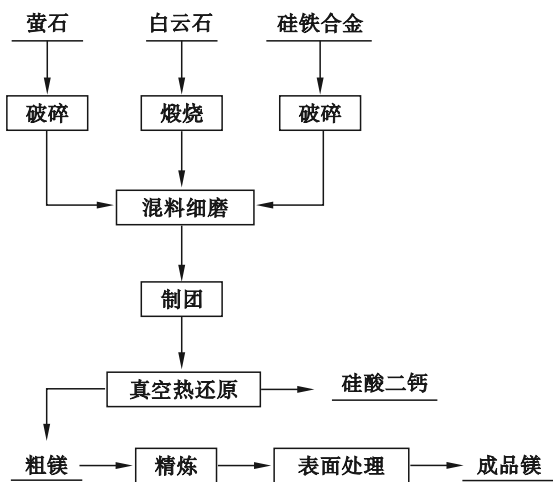 萤石 白云石 硅铁合金
破碎 煅烧 破碎
混料细磨
制团
真空热还原 硅酸二钙
粗镁 精炼 表面处理 成品镁